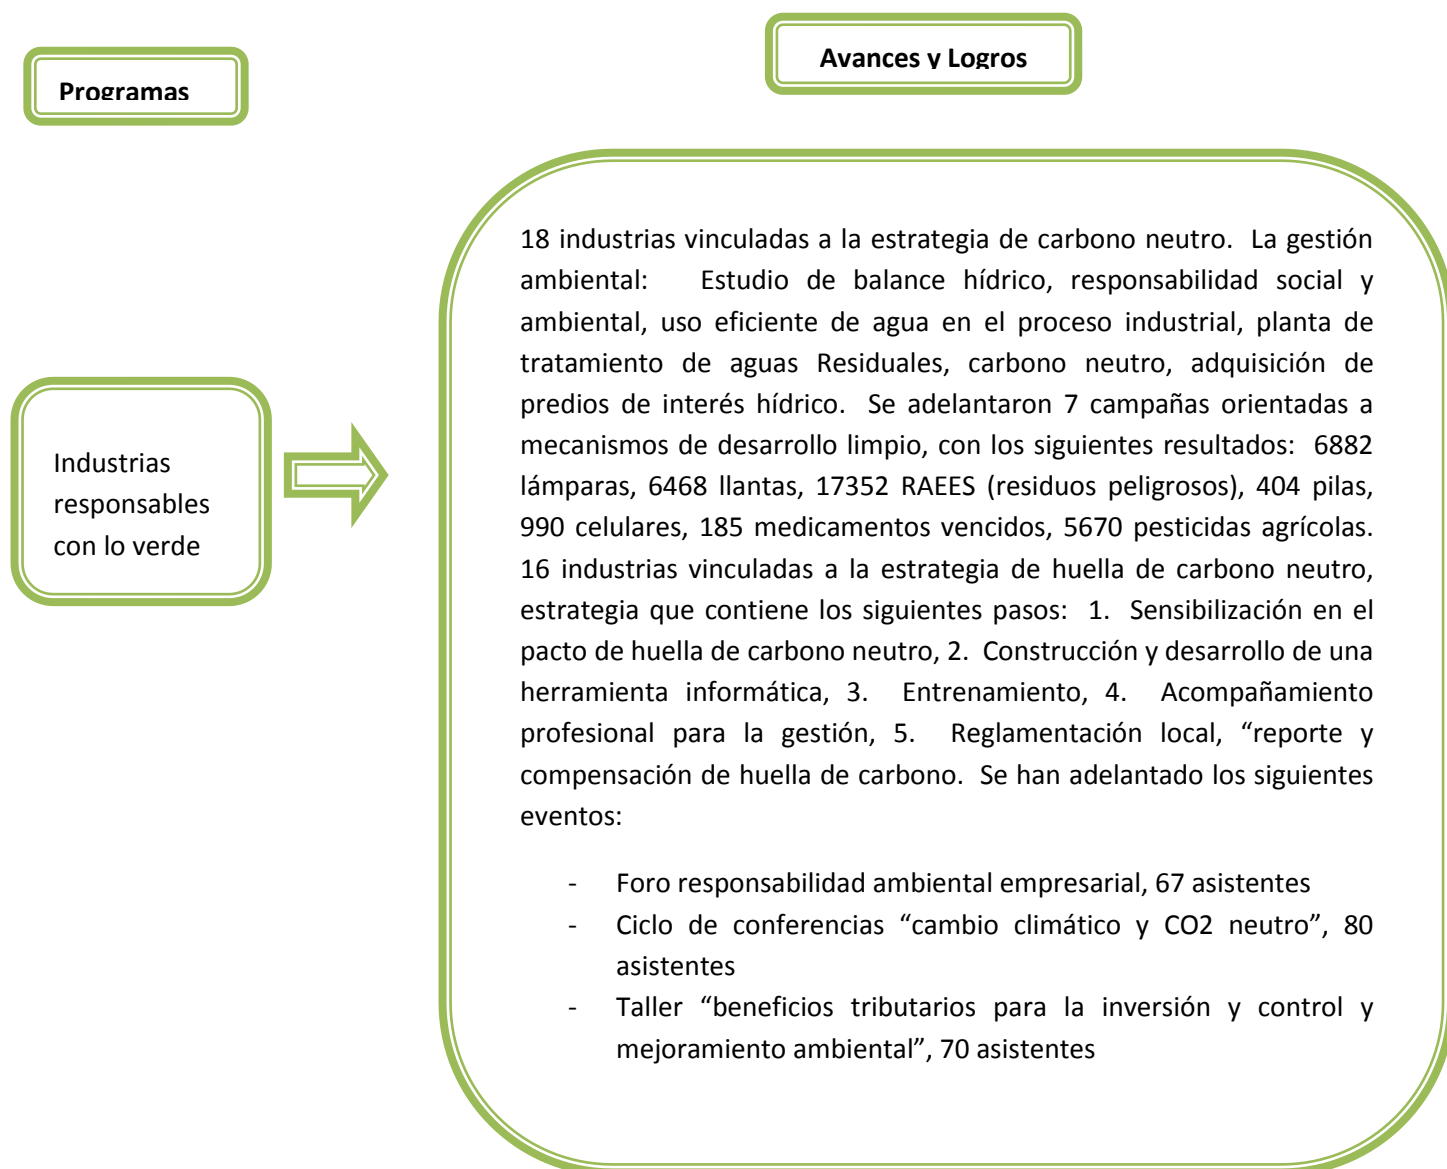 Programas
Avances y Logros
Industrias
responsables
con lo verde
18 industrias vinculadas a la estrategia de carbono neutro. La gestión
ambiental: Estudio de balance hídrico, responsabilidad social y
ambiental, uso eficiente de agua en el proceso industrial, planta de
tratamiento de aguas Residuales, carbono neutro, adquisición de
predios de interés hídrico. Se adelantaron 7 campañas orientadas a
mecanismos de desarrollo limpio, con los siguientes resultados: 6882
lámparas, 6468 llantas, 17352 RAEES (residuos peligrosos), 404 pilas,
990 celulares, 185 medicamentos vencidos, 5670 pesticidas agrícolas.
16 industrias vinculadas a la estrategia de huella de carbono neutro,
estrategia que contiene los siguientes pasos: 1. Sensibilización en el
pacto de huella de carbono neutro, 2. Construcción y desarrollo de una
herramienta informática, 3. Entrenamiento, 4. Acompañamiento
profesional para la gestión, 5. Reglamentación local, “reporte y
compensación de huella de carbono. Se han adelantado los siguientes
eventos:
- Foro responsabilidad ambiental empresarial, 67 asistentes
- Ciclo de conferencias “cambio climático y CO2 neutro”, 80
asistentes
- Taller “beneficios tributarios para la inversión y control y
mejoramiento ambiental”, 70 asistentes